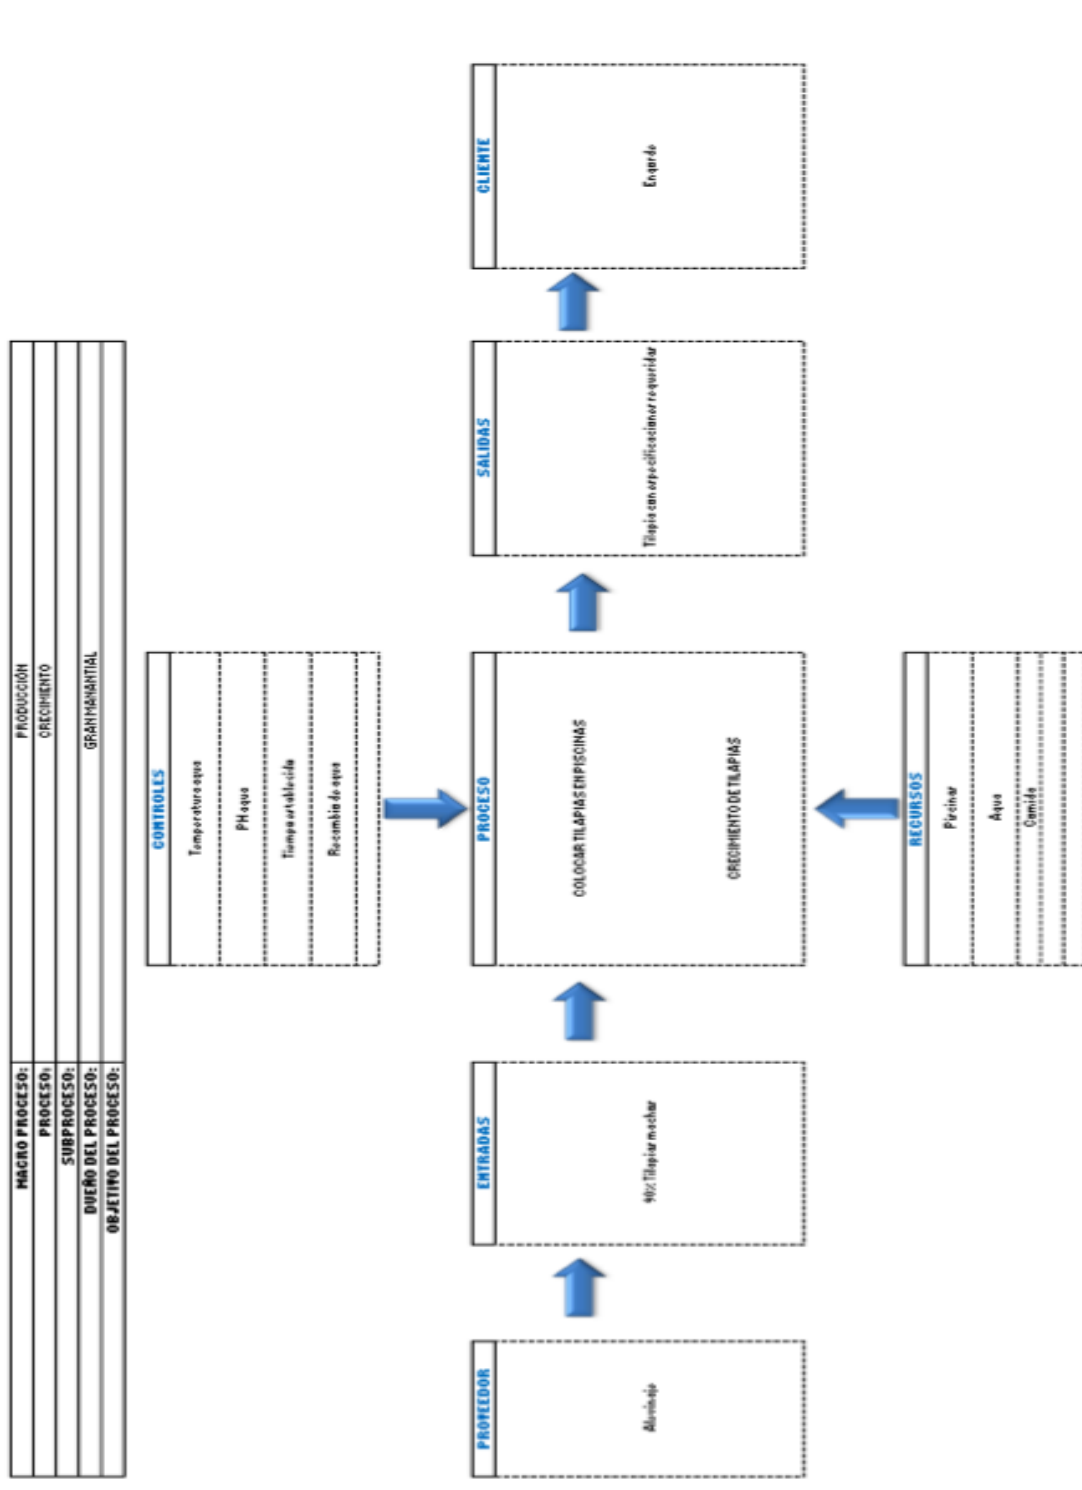 MACRO PROCESO: PRODUCCIÓN
PROCESO: CRECIMIENTO
SUBPROCESO:
DUEÑO DEL PROCESO: GRAN MANANTIAL
OBJETIVO DEL PROCESO:
CONTROLES
Temperatura agua
PH agua
Tiempo establecido
Recambio de agua
PROVEEDOR
Alevinaje
ENTRADAS
90% Tilapias machos
PROCESO
COLOCAR TILAPIAS EN PISCINAS
CRECIMIENTO DE TILAPIAS
SALIDAS
Tilapia con especificaciones requeridas
CLIENTE
Engorde
RECURSOS
Piscinas
Agua
Comida